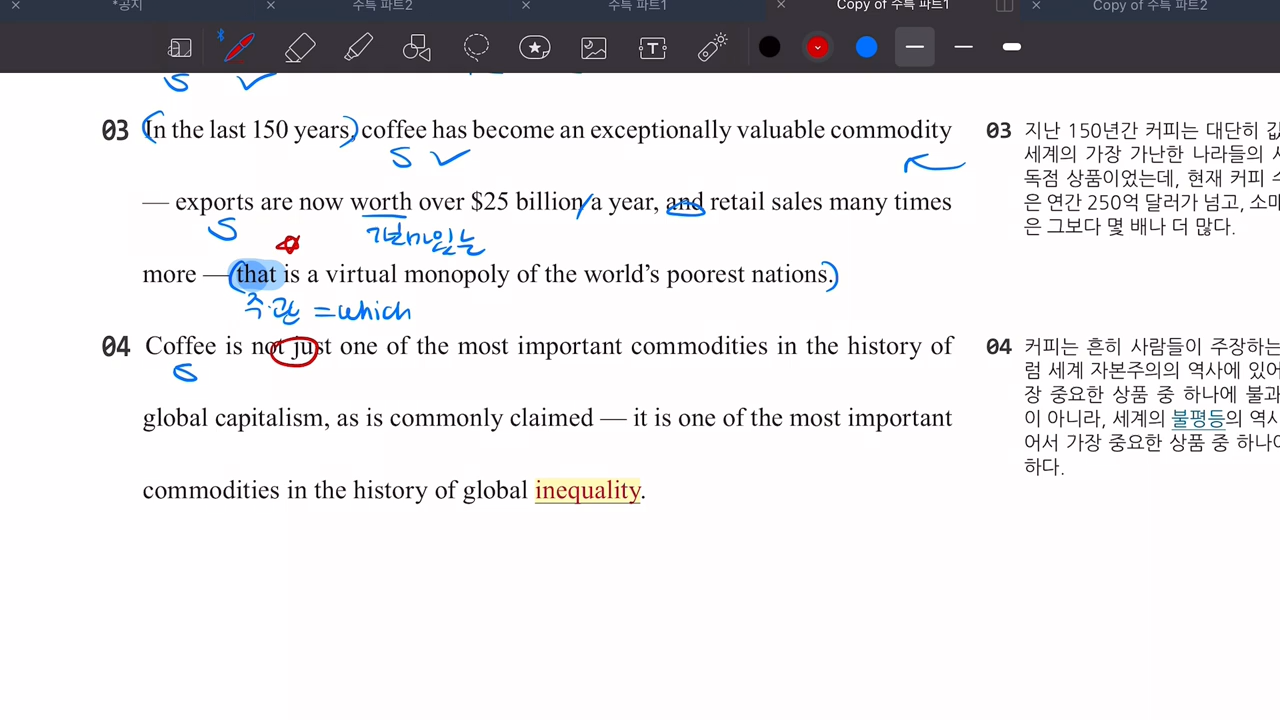 *공지
수특 파트2
수특 파트1
Copy of 수특 파트1
Copy of 수특 파트2
03 In the last 150 years, coffee has become an exceptionally valuable commodity
S
— exports are now worth over $25 billion/a year, and retail sales many times
S
가치가 있는
more — (that is a virtual monopoly of the world's poorest nations.)
주·관 =which
04 Coffee is not just one of the most important commodities in the history of
S
global capitalism, as is commonly claimed — it is one of the most important
commodities in the history of global inequality.
03 지난 150년간 커피는 대단히 값
세계의 가장 가난한 나라들의 사
독점 상품이었는데, 현재 커피 수
은 연간 250억 달러가 넘고, 소매
은 그보다 몇 배나 더 많다.
04 커피는 흔히 사람들이 주장하는
럼 세계 자본주의의 역사에 있어
장 중요한 상품 중 하나에 불과
이 아니라, 세계의 불평등의 역사
어서 가장 중요한 상품 중 하나이
하다.